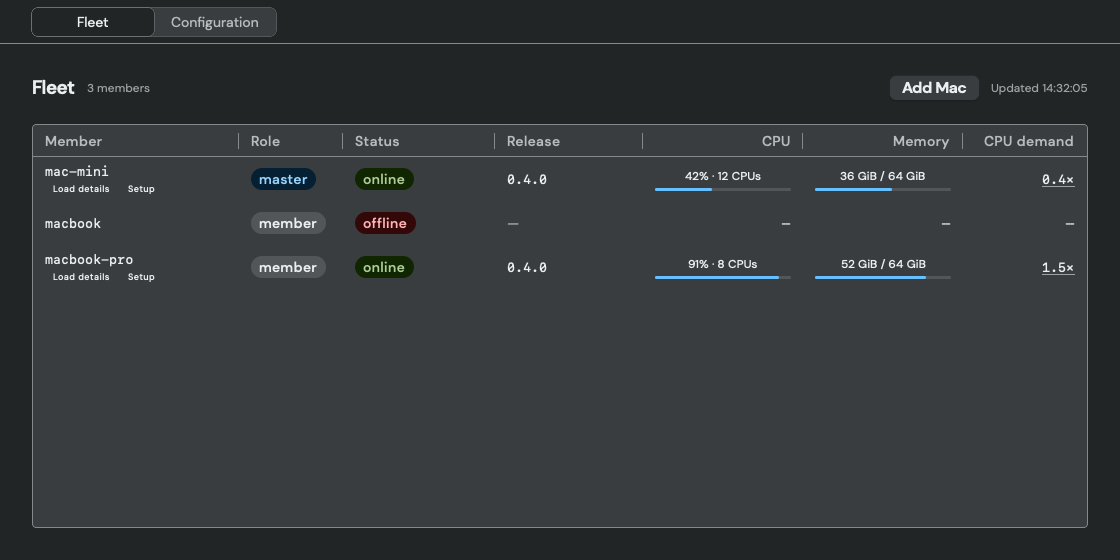 Fleet Configuration
Fleet 3 members Add Mac Updated 14:32:05
Member Role Status Release CPU Memory CPU demand
mac-mini master online 0.4.0 42% · 12 CPUs 36 GiB / 64 GiB 0.4×
Load details Setup
macbook member offline — — — —
macbook-pro member online 0.4.0 91% · 8 CPUs 52 GiB / 64 GiB 1.5×
Load details Setup